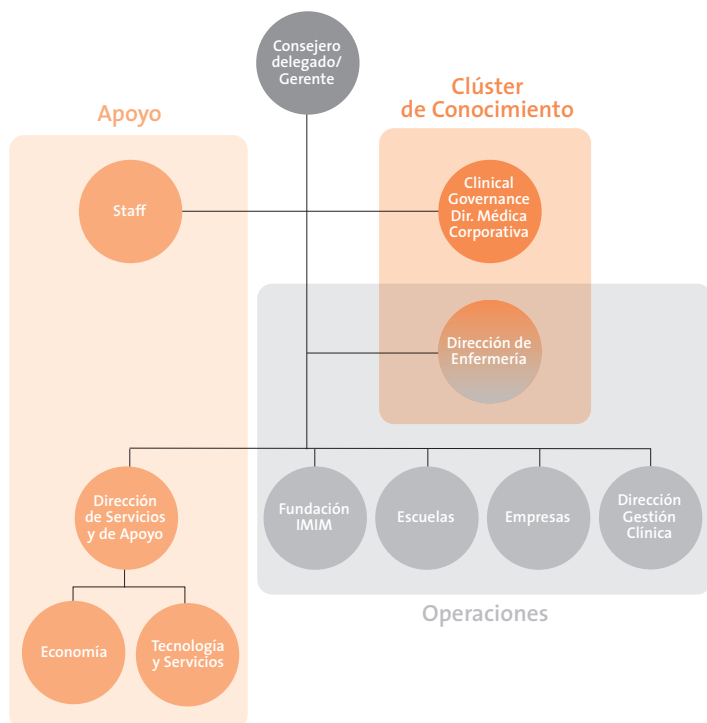 Consejero
delegado/
Gerente
Clúster
de Conocimiento
Apoyo
Staff
Clinical
Governance
Dir. Médica
Corporativa
Dirección de
Enfermería
Dirección
de Servicios
y de Apoyo
Fundación
IMIM
Escuelas
Empresas
Dirección
Gestión
Clínica
Operaciones
Economía
Tecnología
y Servicios